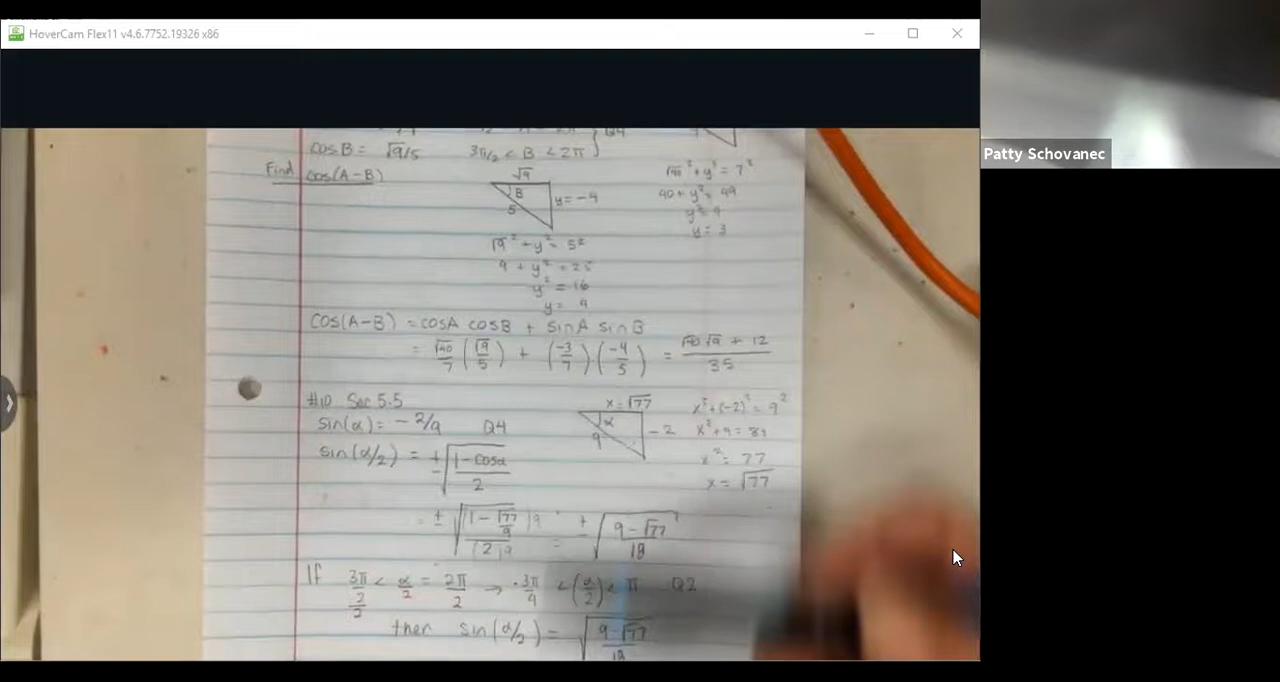 HoverCam Flex11 v4.6.7752.19326 x86
Patty Schovanec
cos B = √9/5 3π/2 < B < 2π } Q4
Find cos(A-B)
√9
B
5
y = -4
√9² + y² = 5²
9 + y² = 25
y² = 16
y = 4
√40² + y² = 7²
40 + y² = 49
y² = 9
y = 3
cos(A-B) = cosA cosB + sinA sinB
= √40/7 (√9/5) + (-3/7)·(-4/5) = (√40√9 + 12)/35
#10 Sec 5.5
sin(α) = -2/9 Q4
x = √77
α
9
-2
x² + (-2)² = 9²
x² + 4 = 81
x² = 77
x = √77
sin(α/2) = ± √((1-cosα)/2)
= ± √((1 - √77/9)9/(2)9) = ± √((9-√77)/18)
If 3π/2/2 < α/2 = 2π/2 → 3π/4 < (α/2) < π Q2
then sin(α/2) = √((9-√77)/18)